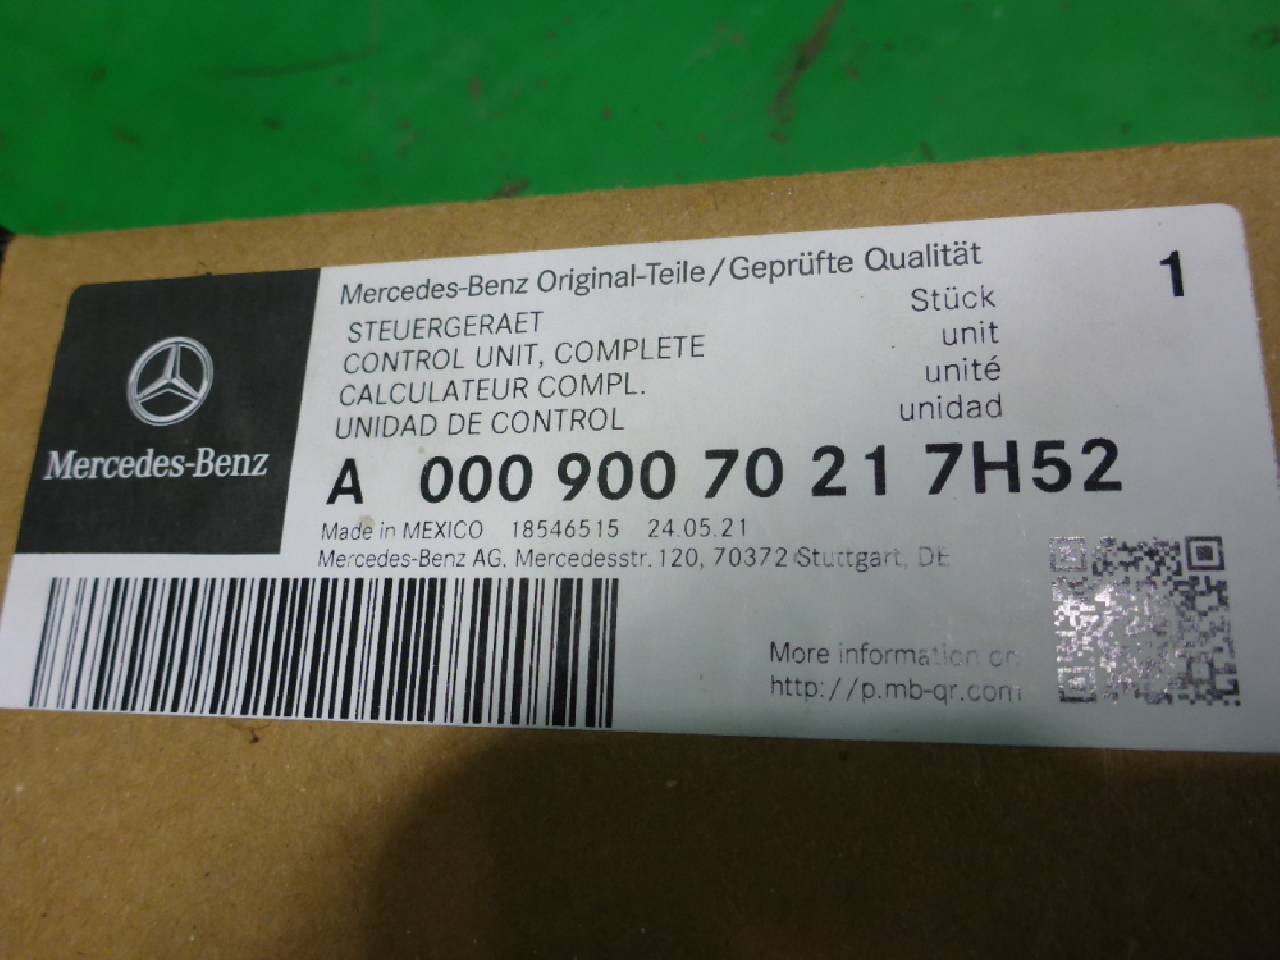 Mercedes-Benz Original-Teile/Geprüfte Qualität 1
STEUERGERAET Stück
CONTROL UNIT, COMPLETE unit
CALCULATEUR COMPL. unité
UNIDAD DE CONTROL unidad
Mercedes-Benz
A 000 900 70 21 7H52
Made in MEXICO 18546515 24.05.21
Mercedes-Benz AG, Mercedesstr. 120, 70372 Stuttgart, DE
More information on
http://p.mb-qr.com